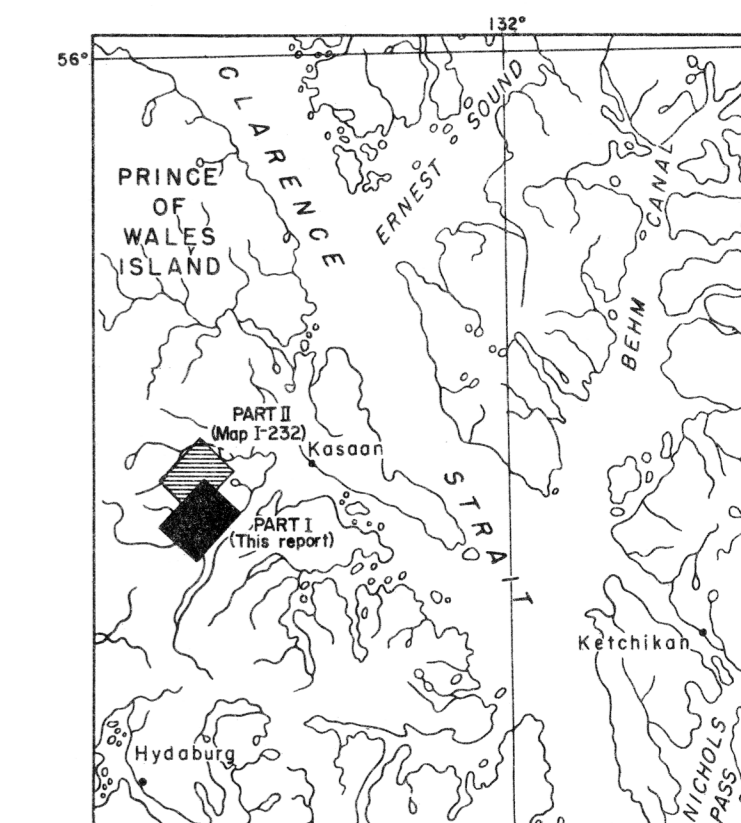 132°
56°
CLARENCE
SOUND
ERNEST
CANAL
PRINCE
OF
WALES
ISLAND
BEHM
PART II
(Map I-232)
Kasaan
STRAIT
PART I
(This report)
Ketchikan
Hydaburg
NICHOLS
PASS